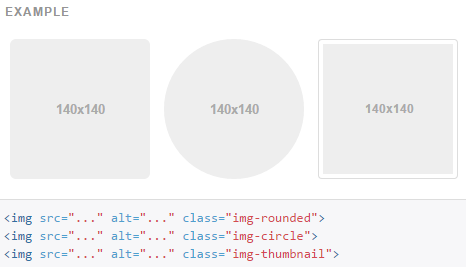 EXAMPLE
140x140 140x140 140x140
<img src="..." alt="..." class="img-rounded">
<img src="..." alt="..." class="img-circle">
<img src="..." alt="..." class="img-thumbnail">